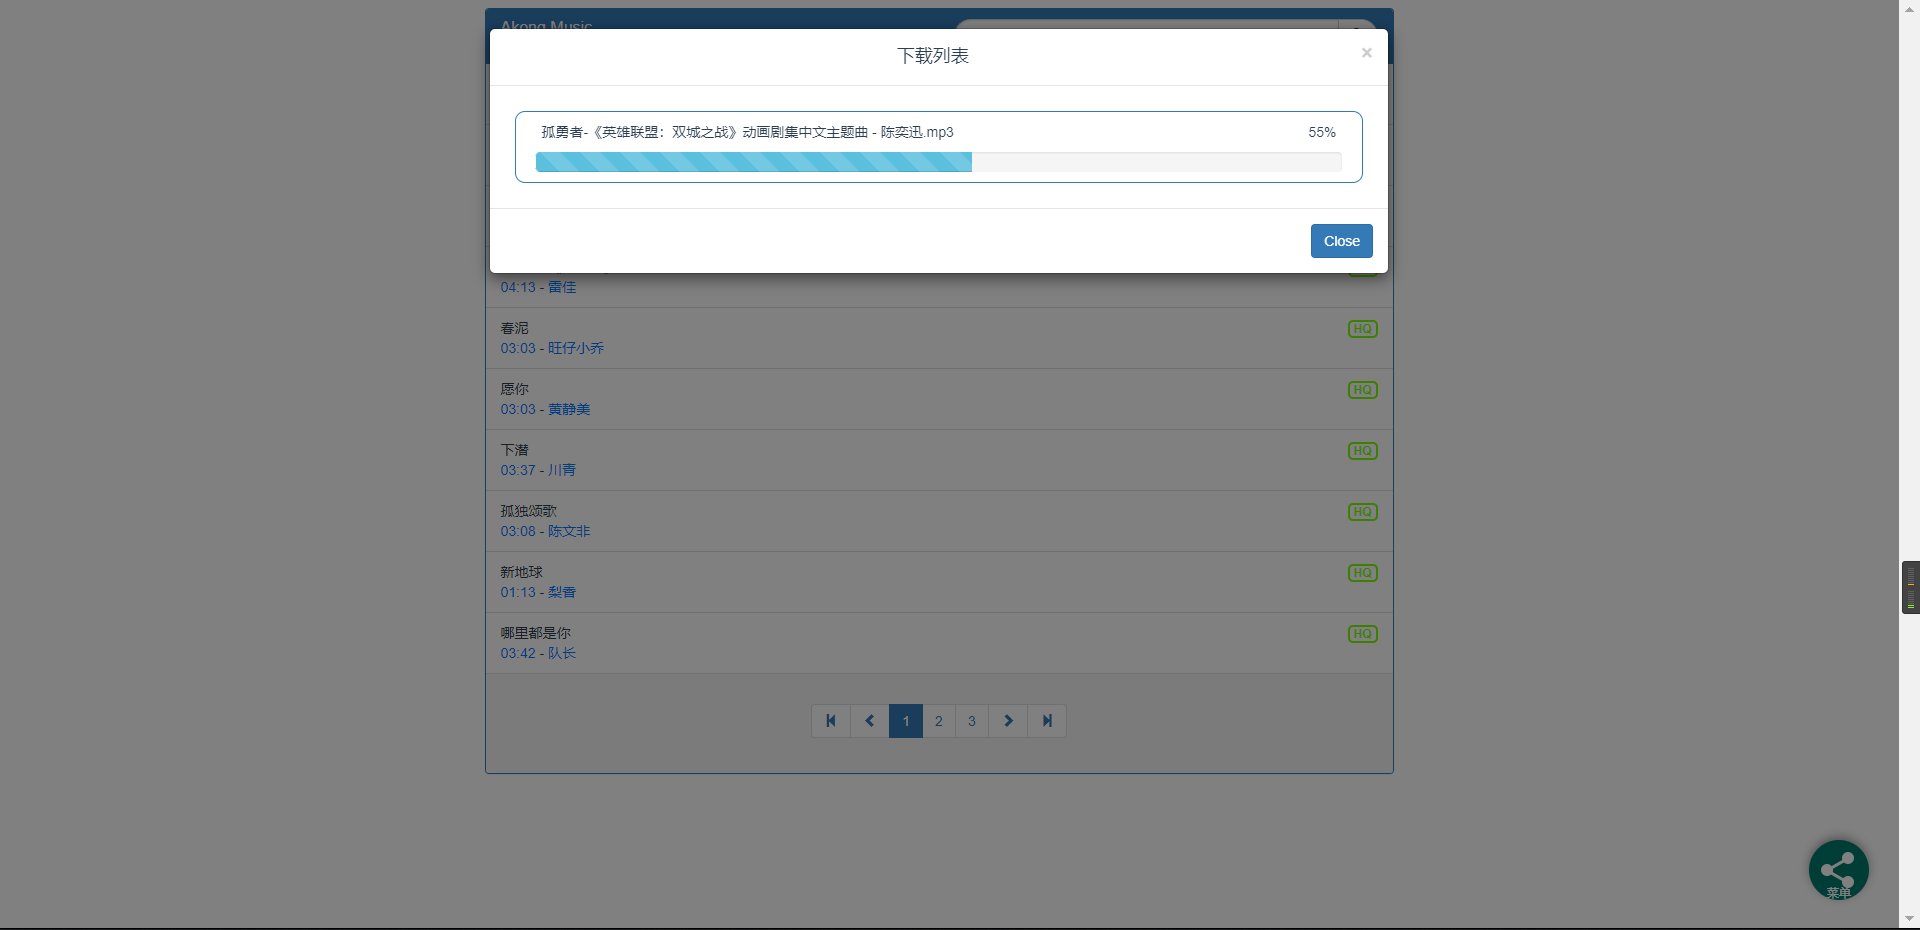 Akong Music
下载列表
×
孤勇者-《英雄联盟：双城之战》动画剧集中文主题曲 - 陈奕迅.mp3
55%
Close
04:13 - 雷佳
春泥
HQ
03:03 - 旺仔小乔
愿你
HQ
03:03 - 黄静美
下潜
HQ
03:37 - 川青
孤独颂歌
HQ
03:08 - 陈文非
新地球
HQ
01:13 - 梨香
哪里都是你
HQ
03:42 - 队长
1 2 3
菜单